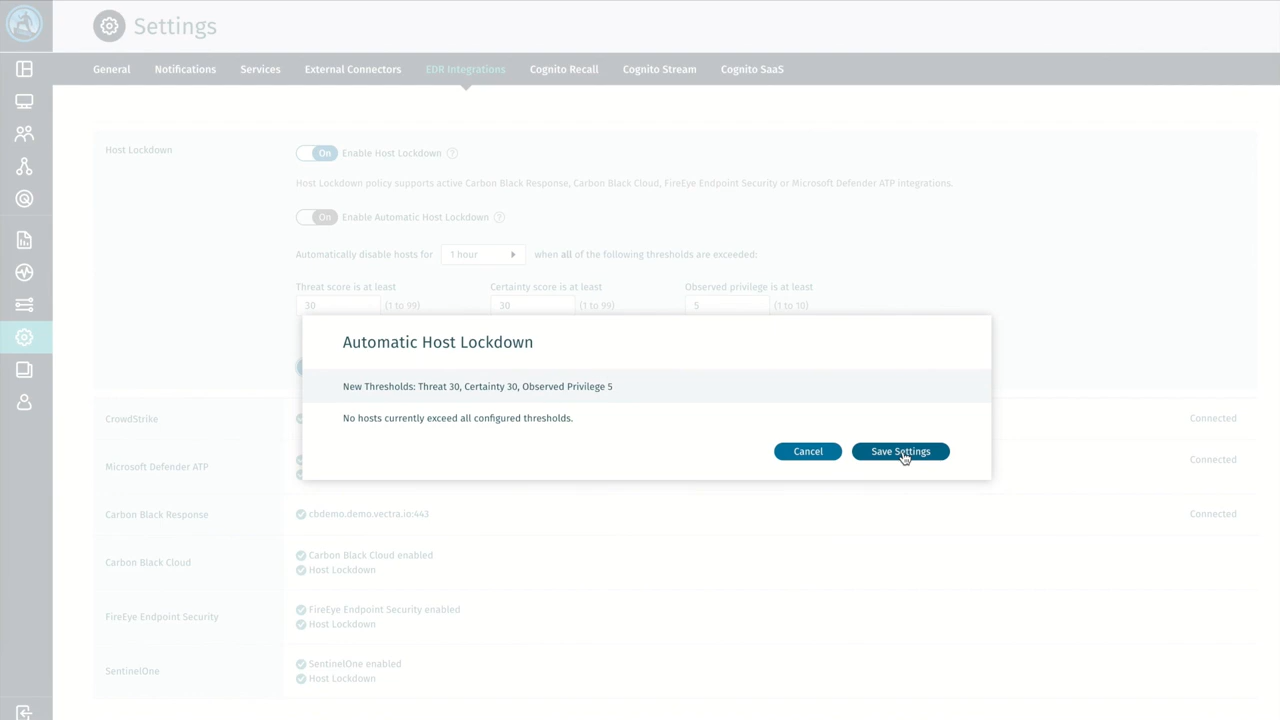 Settings
General Notifications Services External Connectors EDR Integrations Cognito Recall Cognito Stream Cognito SaaS
Host Lockdown
On Enable Host Lockdown ?
Host Lockdown policy supports active Carbon Black Response, Carbon Black Cloud, FireEye Endpoint Security or Microsoft Defender ATP integrations.
On Enable Automatic Host Lockdown ?
Automatically disable hosts for 1 hour when all of the following thresholds are exceeded:
Threat score is at least Certainty score is at least Observed privilege is at least
30 (1 to 99) 30 (1 to 99) 5 (1 to 10)
Automatic Host Lockdown
New Thresholds: Threat 30, Certainty 30, Observed Privilege 5
No hosts currently exceed all configured thresholds.
Cancel Save Settings
CrowdStrike Connected
Microsoft Defender ATP Connected
Carbon Black Response cbdemo.demo.vectra.io:443 Connected
Carbon Black Cloud Carbon Black Cloud enabled
Host Lockdown
FireEye Endpoint Security FireEye Endpoint Security enabled
Host Lockdown
SentinelOne SentinelOne enabled
Host Lockdown